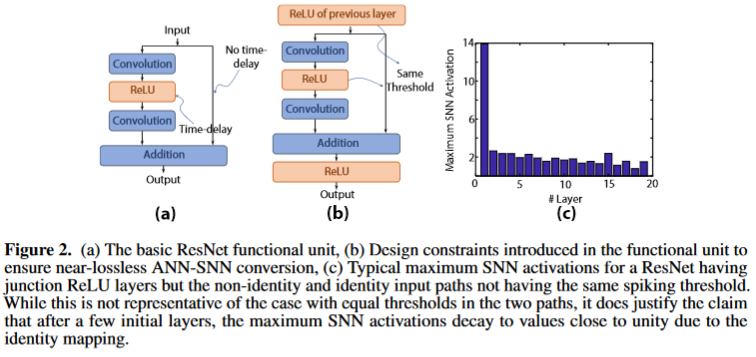 Input
No time-
delay
Convolution
ReLU
Convolution
Time-delay
Addition
Output
(a)
ReLU of previous layer
Convolution
ReLU
Same
Threshold
Convolution
Addition
ReLU
Output
(b)
Maximum SNN Activation
14
10
6
2
0
5
10
15
20
# Layer
(c)
Figure 2. (a) The basic ResNet functional unit, (b) Design constraints introduced in the functional unit to
ensure near-lossless ANN-SNN conversion, (c) Typical maximum SNN activations for a ResNet having
junction ReLU layers but the non-identity and identity input paths not having the same spiking threshold.
While this is not representative of the case with equal thresholds in the two paths, it does justify the claim
that after a few initial layers, the maximum SNN activations decay to values close to unity due to the
identity mapping.